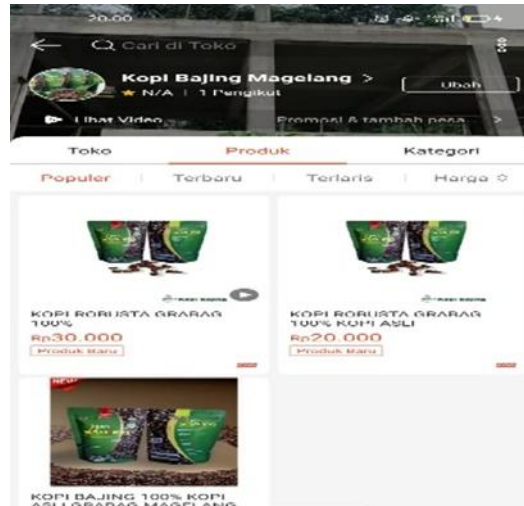 20.00
Cari di Toko
Kopi Bajing Magelang >
N/A | 1 Pengikut
Ubah
Lihat Video
Promosi & tambah pesa... >
Toko
Produk
Kategori
Populer
Terbaru
Terlaris
Harga
KOPI ROBUSTA GRABAG
100%
Rp30.000
Produk Baru
KOPI ROBUSTA GRABAG
100% KOPI ASLI
Rp20.000
Produk Baru
NEW
KOPI BAJING 100% KOPI
ASLI GRABAG MAGELANG